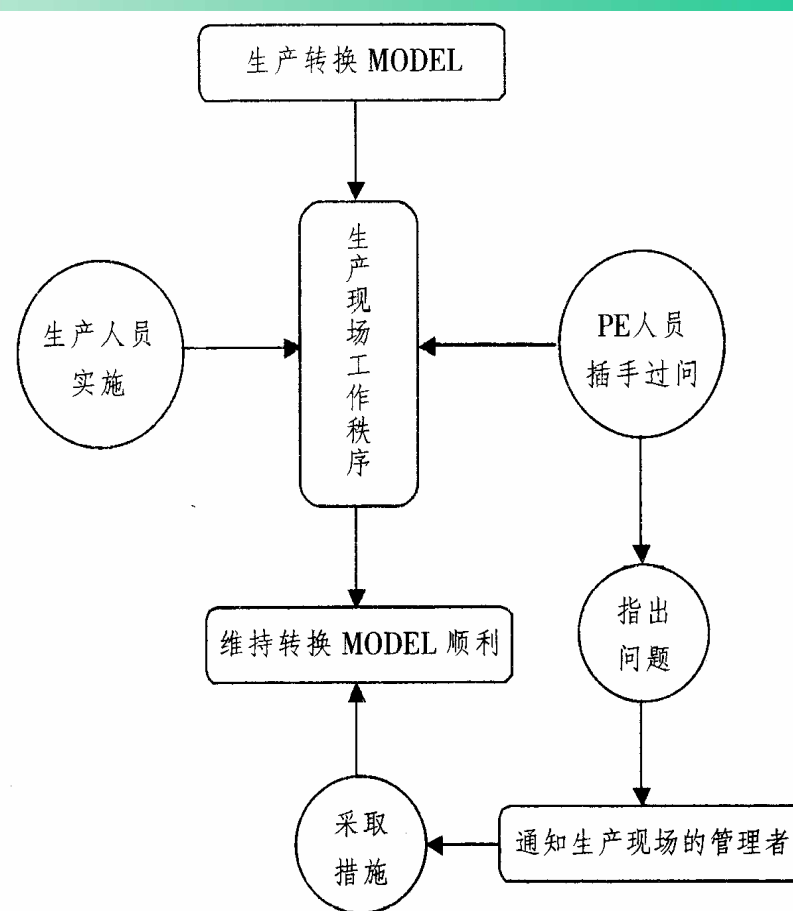 生产转换 MODEL
生产现场工作秩序
生产人员
实施
PE人员
插手过问
指出
问题
维持转换 MODEL 顺利
采取
措施
通知生产现场的管理者